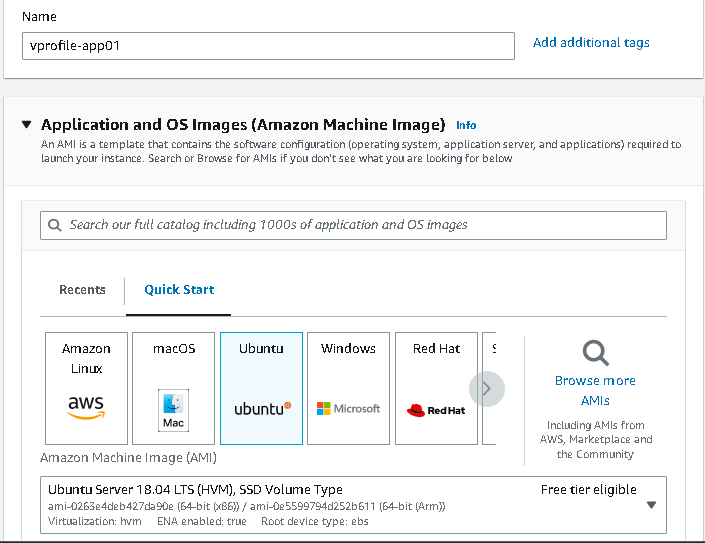 Name
vprofile-app01
Add additional tags
Application and OS Images (Amazon Machine Image) Info
An AMI is a template that contains the software configuration (operating system, application server, and applications) required to
launch your instance. Search or Browse for AMIs if you don't see what you are looking for below
Search our full catalog including 1000s of application and OS images
Recents
Quick Start
Amazon
Linux
aws
macOS
Mac
Ubuntu
ubuntu
Windows
Microsoft
Red Hat
Red Hat
S
Browse more
AMIs
Including AMIs from
AWS, Marketplace and
the Community
Amazon Machine Image (AMI)
Ubuntu Server 18.04 LTS (HVM), SSD Volume Type
Free tier eligible
ami-0263e4deb427da90e (64-bit (x86)) / ami-0e5599794d252b611 (64-bit (Arm))
Virtualization: hvm ENA enabled: true Root device type: ebs